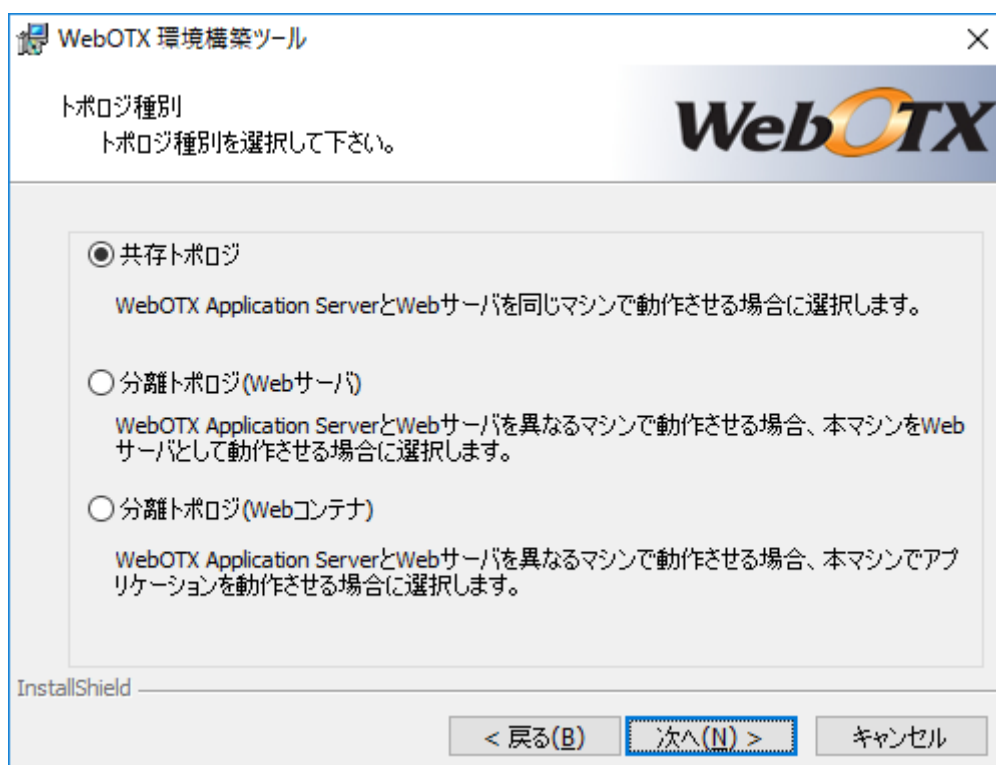 WebOTX 環境構築ツール
トポロジ種別
トポロジ種別を選択して下さい。
WebOTX
共存トポロジ
WebOTX Application ServerとWebサーバを同じマシンで動作させる場合に選択します。
分離トポロジ(Webサーバ)
WebOTX Application ServerとWebサーバを異なるマシンで動作させる場合、本マシンをWeb
サーバとして動作させる場合に選択します。
分離トポロジ(Webコンテナ)
WebOTX Application ServerとWebサーバを異なるマシンで動作させる場合、本マシンでアプ
リケーションを動作させる場合に選択します。
InstallShield
< 戻る(B)
次へ(N) >
キャンセル